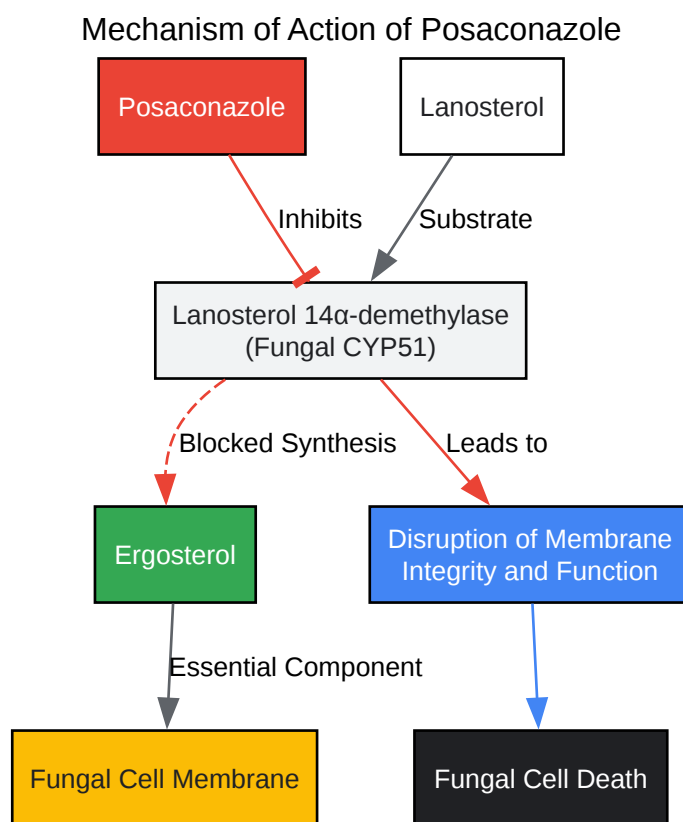 Mechanism of Action of Posaconazole
Posaconazole
Lanosterol
Inhibits
Substrate
Lanosterol 14α-demethylase
(Fungal CYP51)
Blocked Synthesis
Leads to
Ergosterol
Disruption of Membrane
Integrity and Function
Essential Component
Fungal Cell Membrane
Fungal Cell Death